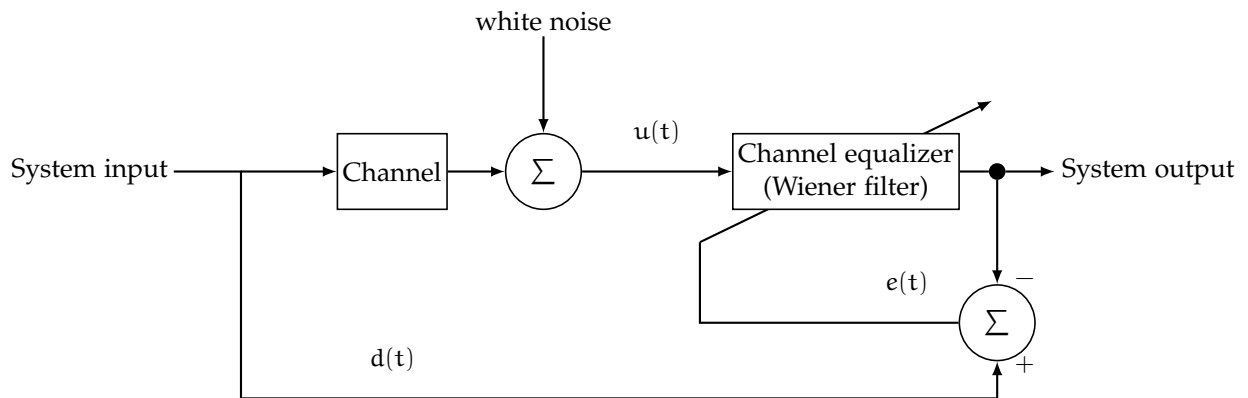 white noise
System input
Channel
∑
u(t)
Channel equalizer
(Wiener filter)
System output
e(t)
−
∑
+
d(t)